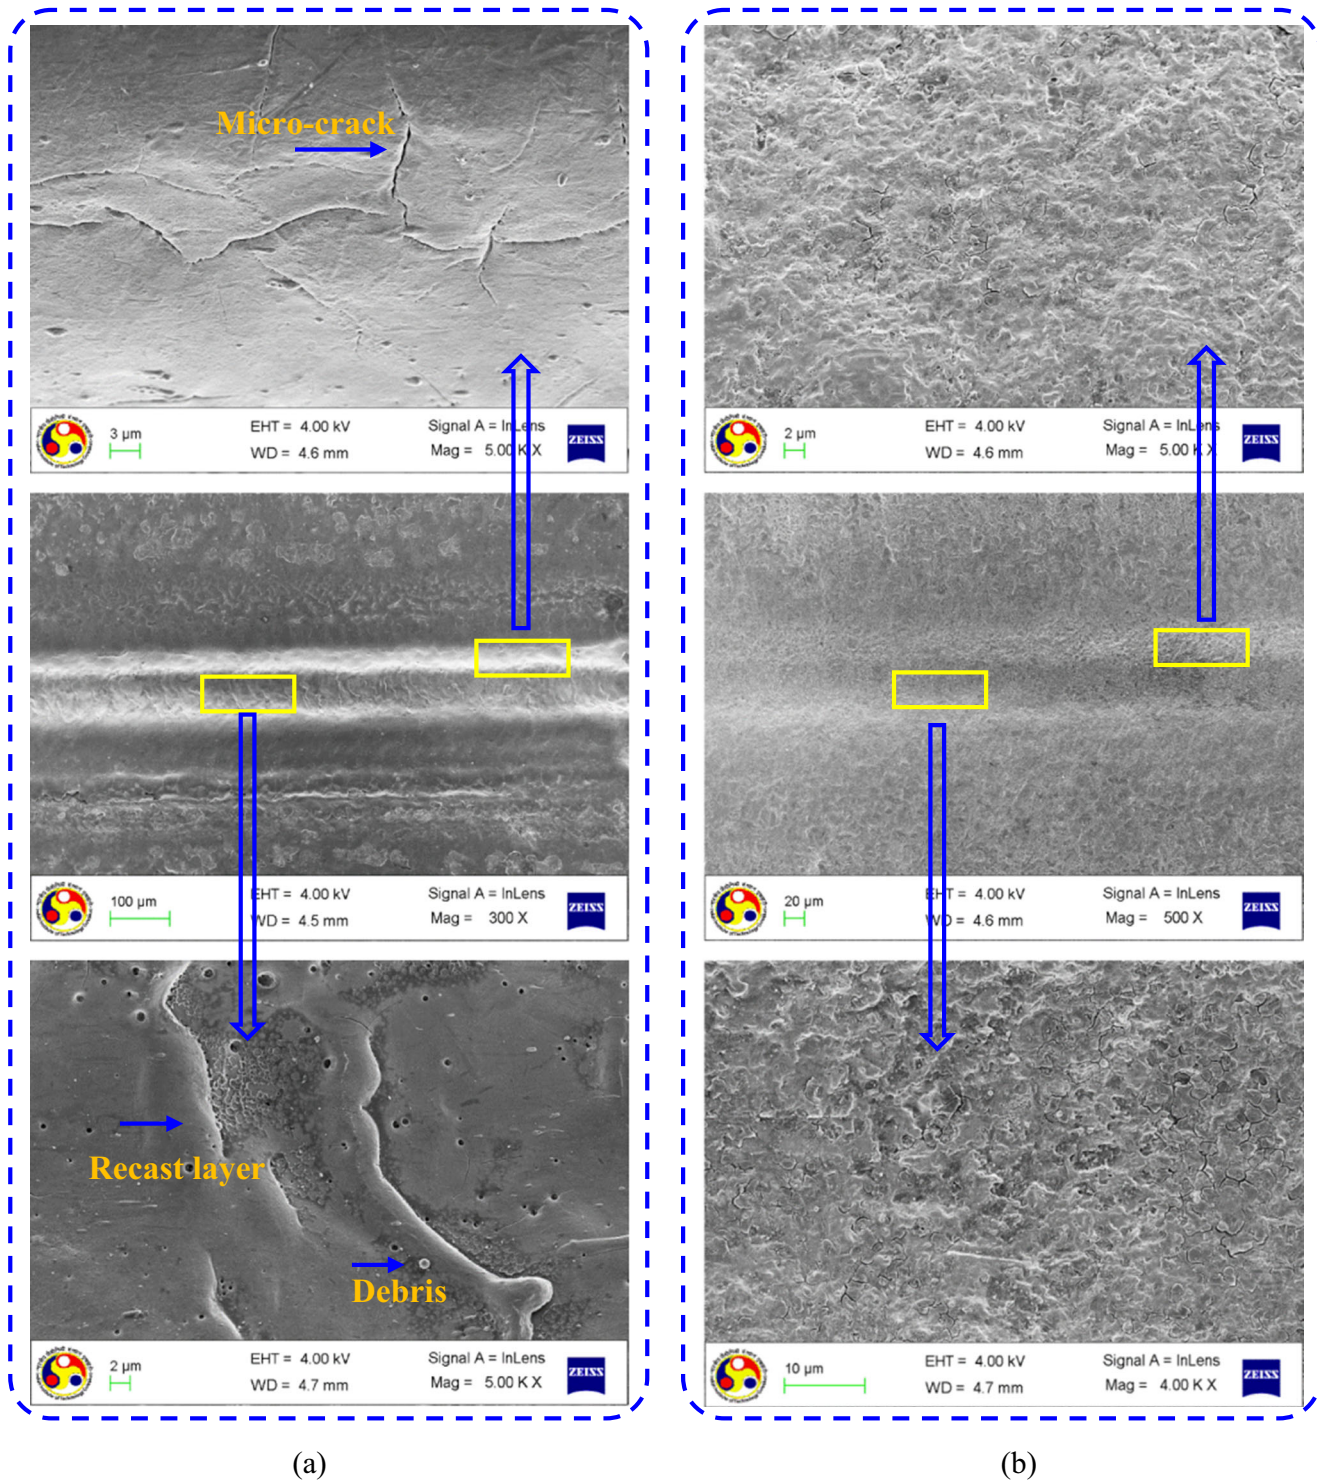 Micro-crack
3 µm
EHT = 4.00 kV
WD = 4.6 mm
Signal A = InLens
Mag = 5.00 K X
ZEISS
2 µm
EHT = 4.00 kV
WD = 4.6 mm
Signal A = InLens
Mag = 5.00 K X
ZEISS
100 µm
EHT = 4.00 kV
WD = 4.5 mm
Signal A = InLens
Mag = 300 X
ZEISS
20 µm
EHT = 4.00 kV
WD = 4.6 mm
Signal A = InLens
Mag = 500 X
ZEISS
Recast layer
Debris
2 µm
EHT = 4.00 kV
WD = 4.7 mm
Signal A = InLens
Mag = 5.00 K X
ZEISS
10 µm
EHT = 4.00 kV
WD = 4.7 mm
Signal A = InLens
Mag = 4.00 K X
ZEISS
(a)
(b)